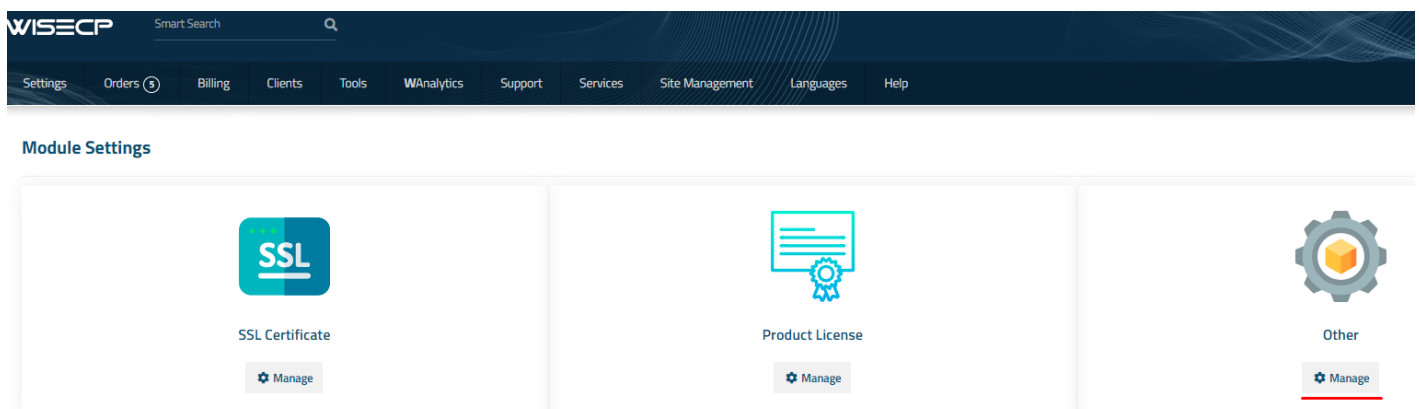 WISECP Smart Search
Settings Orders 5 Billing Clients Tools WAnalytics Support Services Site Management Languages Help
Module Settings
SSL
SSL Certificate Product License Other
Manage Manage Manage